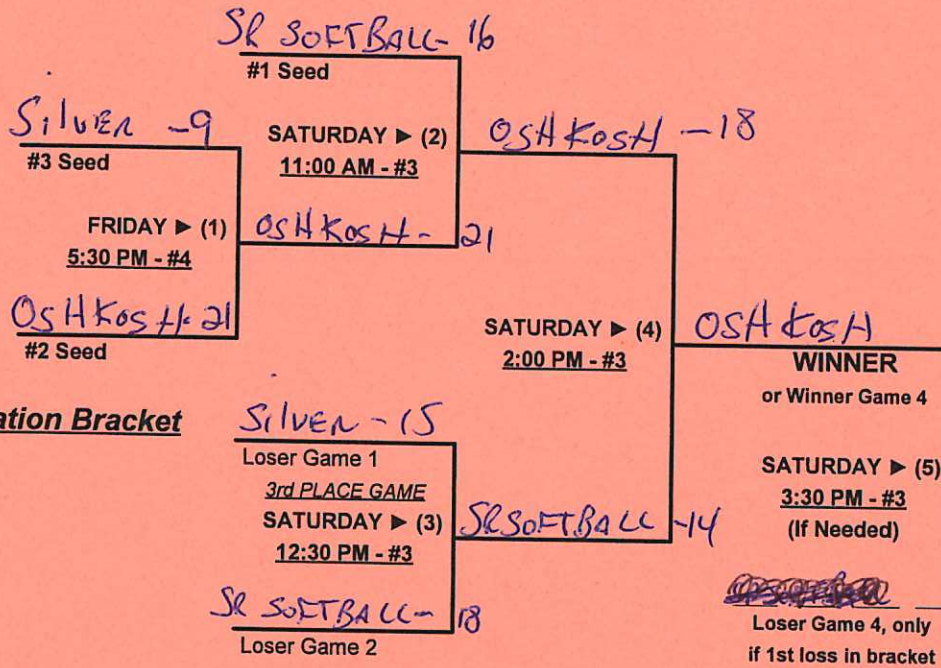 SR SOFTBALL - 16
#1 Seed
SilVER - 9
#3 Seed
SATURDAY ► (2)
11:00 AM - #3
OSHKOSH - 18
FRIDAY ► (1)
5:30 PM - #4
OSHKOSH - 21
OSHKOSH - 21
#2 Seed
SATURDAY ► (4)
2:00 PM - #3
OSHKOSH
WINNER
or Winner Game 4
ation Bracket
SilVER - 15
Loser Game 1
3rd PLACE GAME
SATURDAY ► (3)
12:30 PM - #3
SRSOFTBALL - 14
SATURDAY ► (5)
3:30 PM - #3
(If Needed)
SR SOFTBALL - 18
Loser Game 2
Loser Game 4, only
if 1st loss in bracket